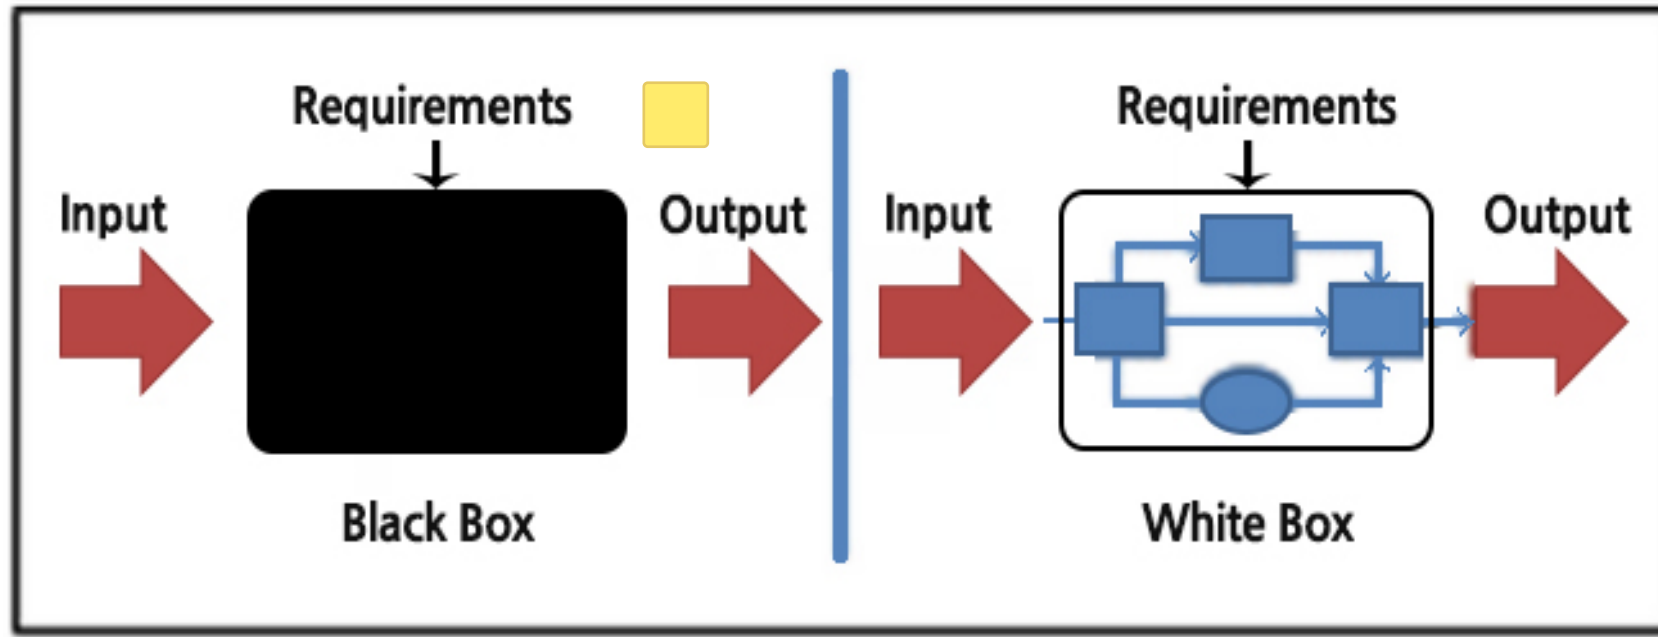 Requirements
Input
Output
Black Box
Requirements
Input
Output
White Box